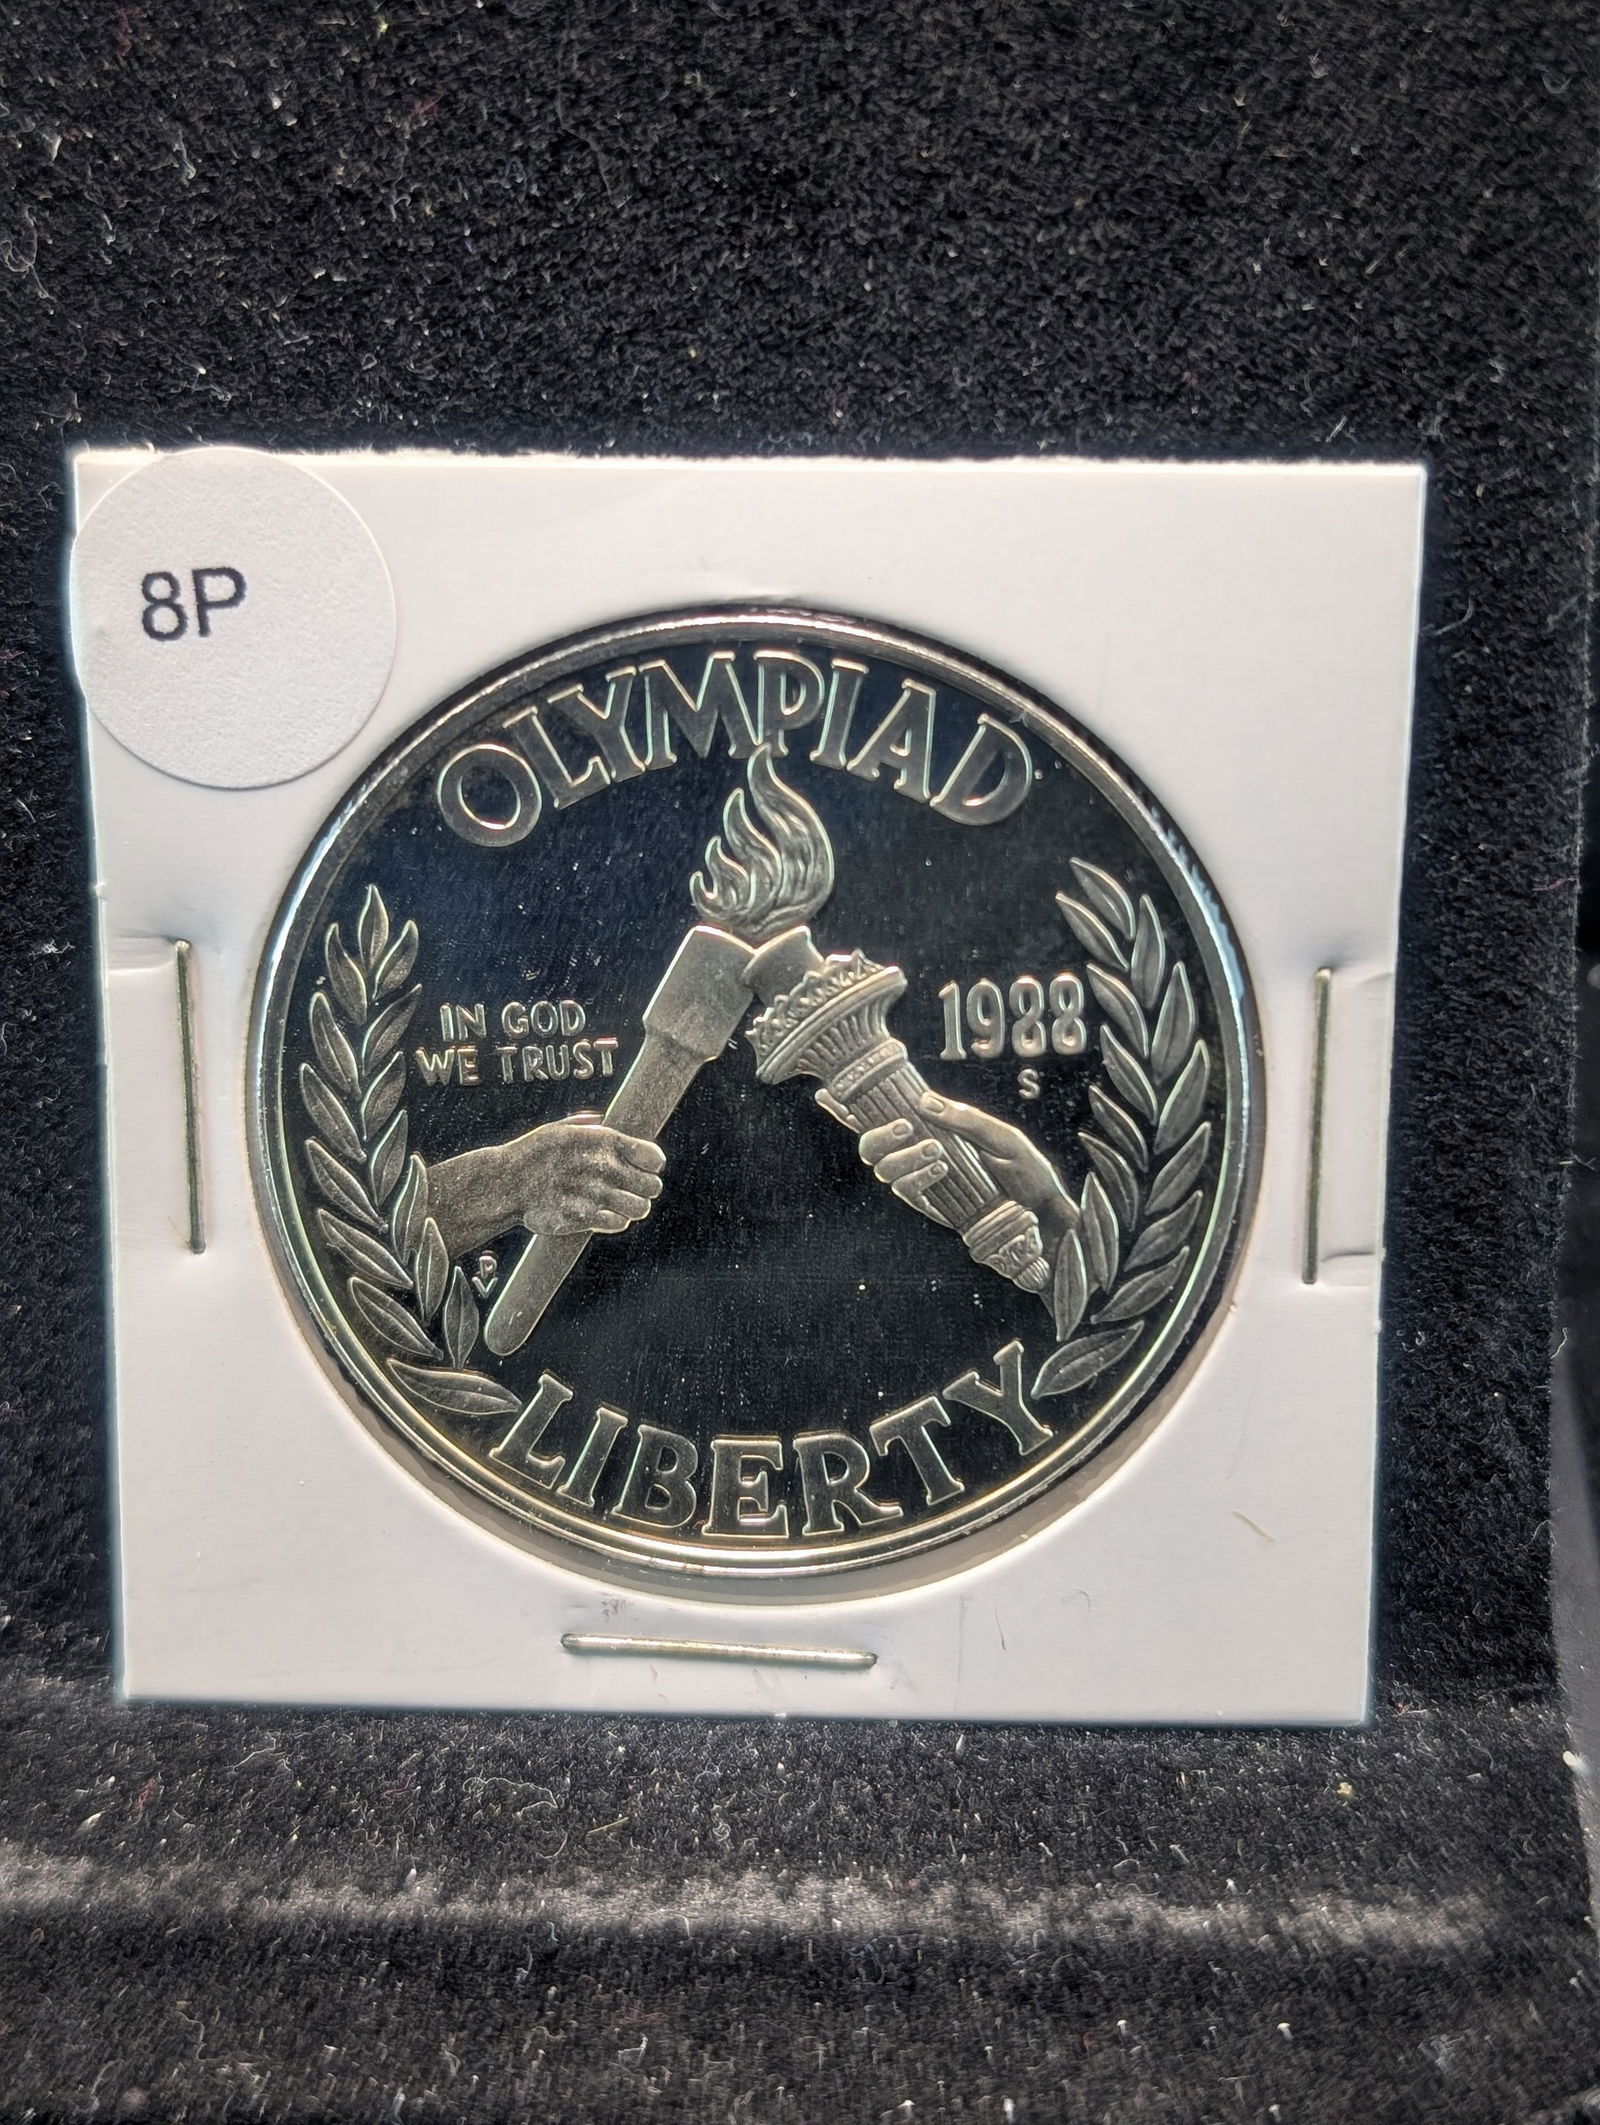 8P
OLYMPIAD
IN GOD
WE TRUST
1988
S
P
V
LIBERTY